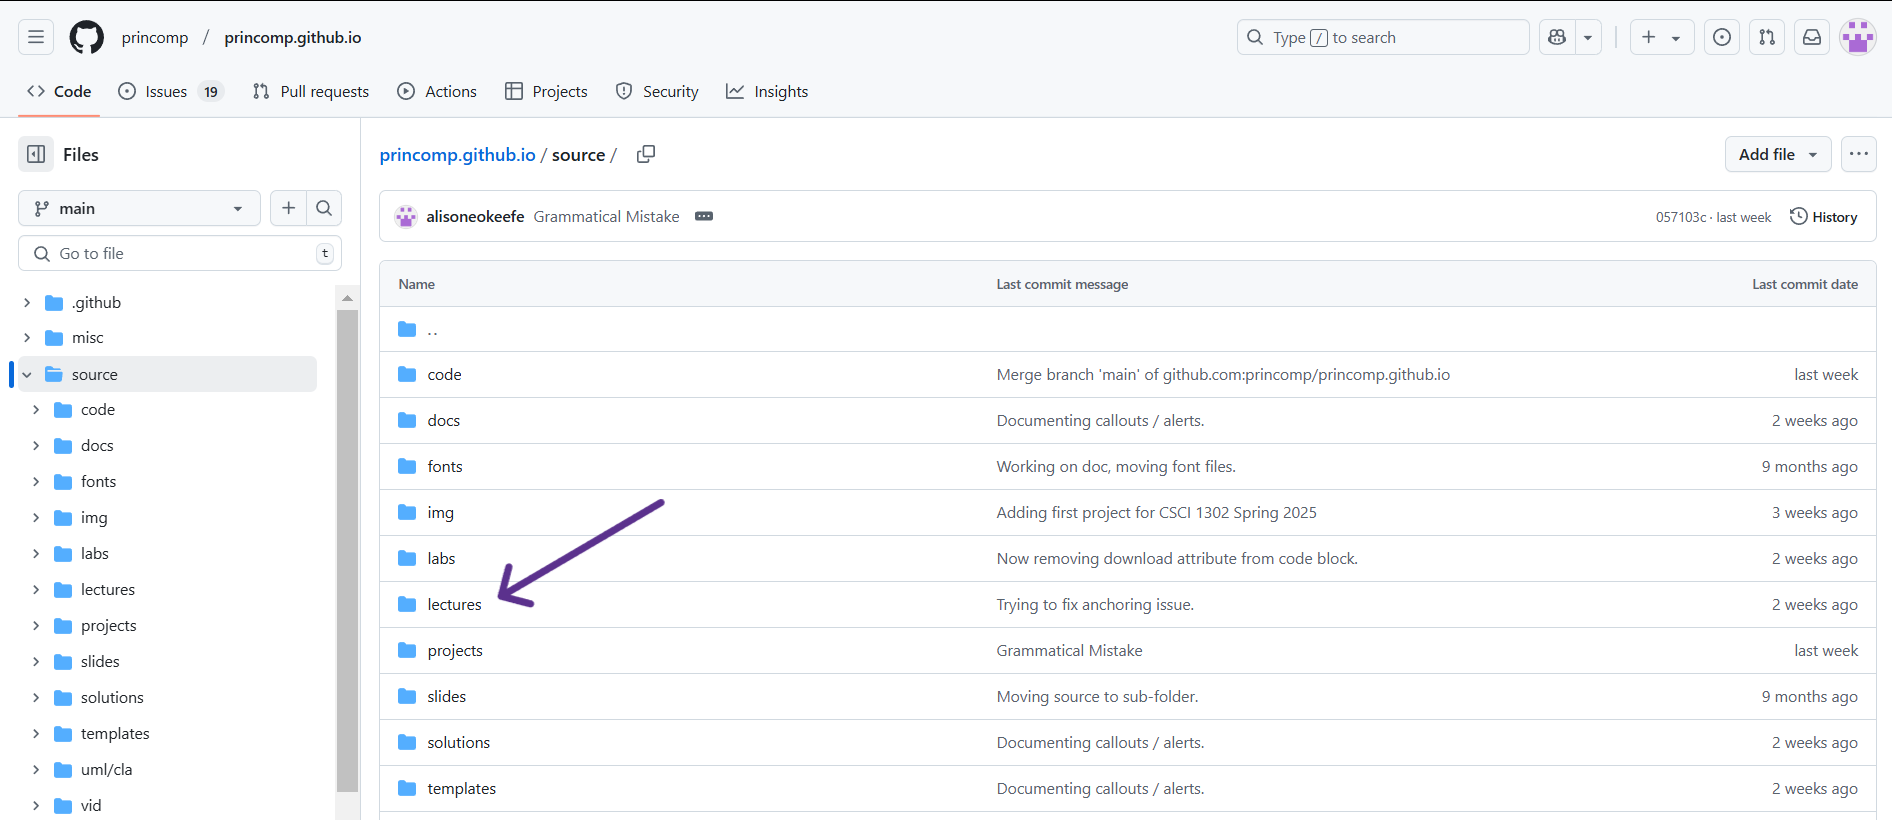 princomp / princomp.github.io
Type / to search
Code
Issues 19
Pull requests
Actions
Projects
Security
Insights
Files
main
Go to file
t
.github
misc
source
code
docs
fonts
img
labs
lectures
projects
slides
solutions
templates
uml/cla
vid
princomp.github.io / source /
Add file
alisoneokeefe Grammatical Mistake
057103c · last week
History
Name Last commit message Last commit date
..
code Merge branch 'main' of github.com:princomp/princomp.github.io last week
docs Documenting callouts / alerts. 2 weeks ago
fonts Working on doc, moving font files. 9 months ago
img Adding first project for CSCI 1302 Spring 2025 3 weeks ago
labs Now removing download attribute from code block. 2 weeks ago
lectures Trying to fix anchoring issue. 2 weeks ago
projects Grammatical Mistake last week
slides Moving source to sub-folder. 9 months ago
solutions Documenting callouts / alerts. 2 weeks ago
templates Documenting callouts / alerts. 2 weeks ago